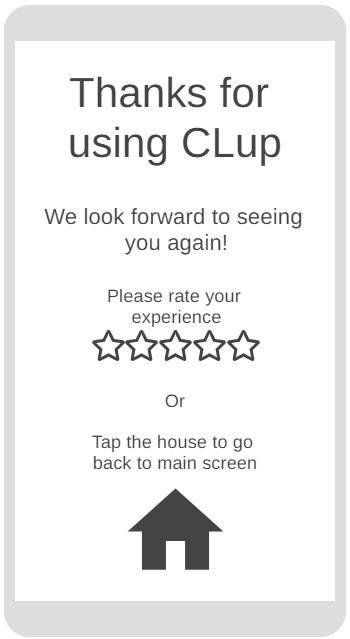 Thanks for
using CLup
We look forward to seeing
you again!
Please rate your
experience
Or
Tap the house to go
back to main screen